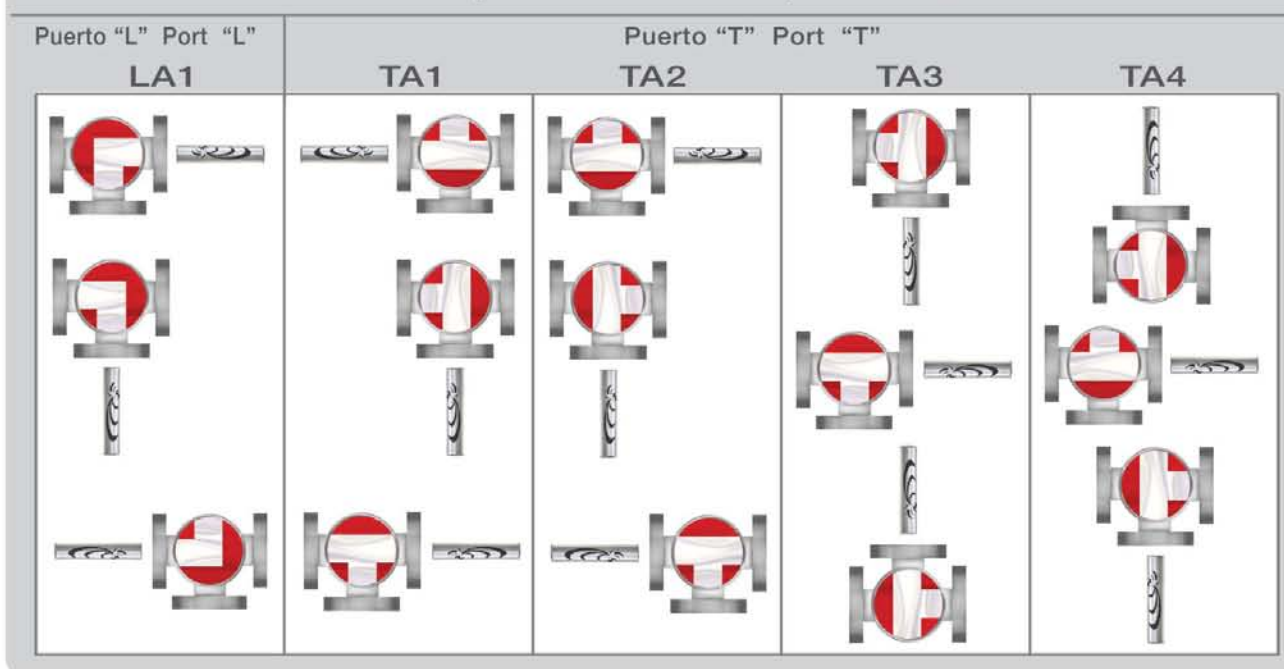 Puerto “L” Port “L”
Puerto “T” Port “T”
LA1
TA1
TA2
TA3
TA4